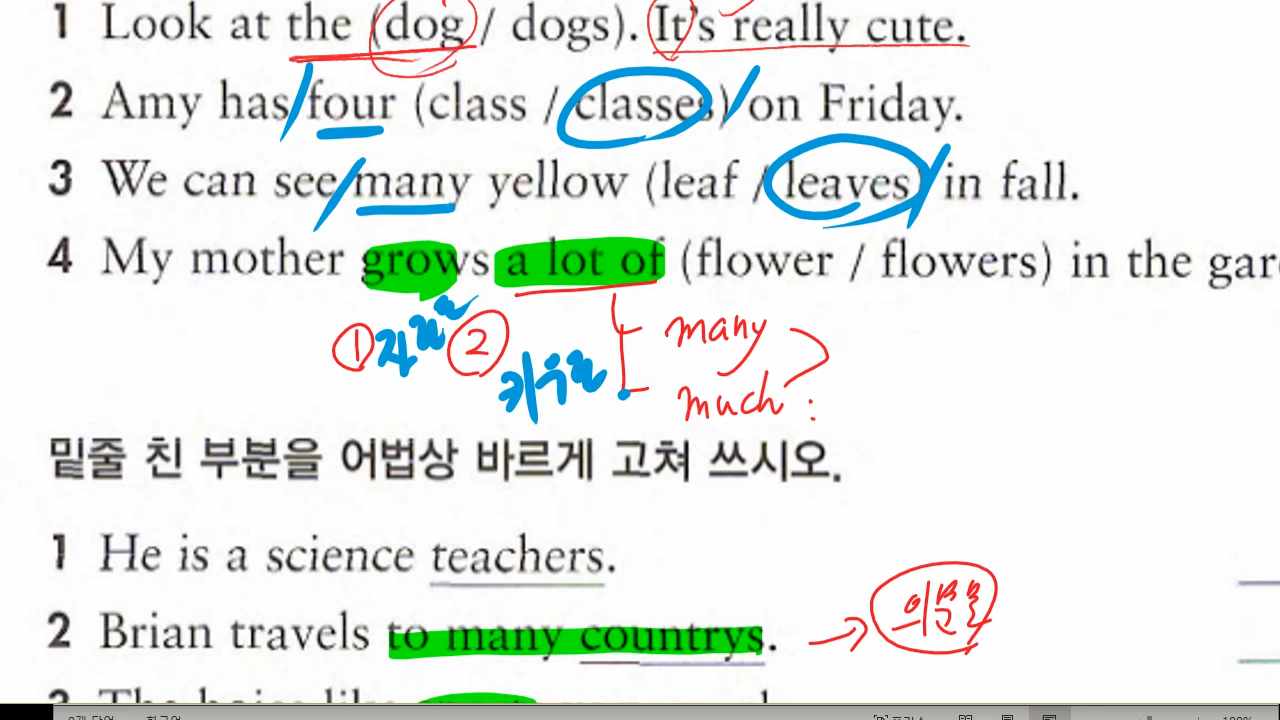 1 Look at the (dog / dogs). It's really cute.
2 Amy has four (class / classes) on Friday.
3 We can see many yellow (leaf / leaves) in fall.
4 My mother grows a lot of (flower / flowers) in the gar
① 자라다 ② 키우다
many
much
밑줄 친 부분을 어법상 바르게 고쳐 쓰시오.
1 He is a science teachers.
2 Brian travels to many countrys.